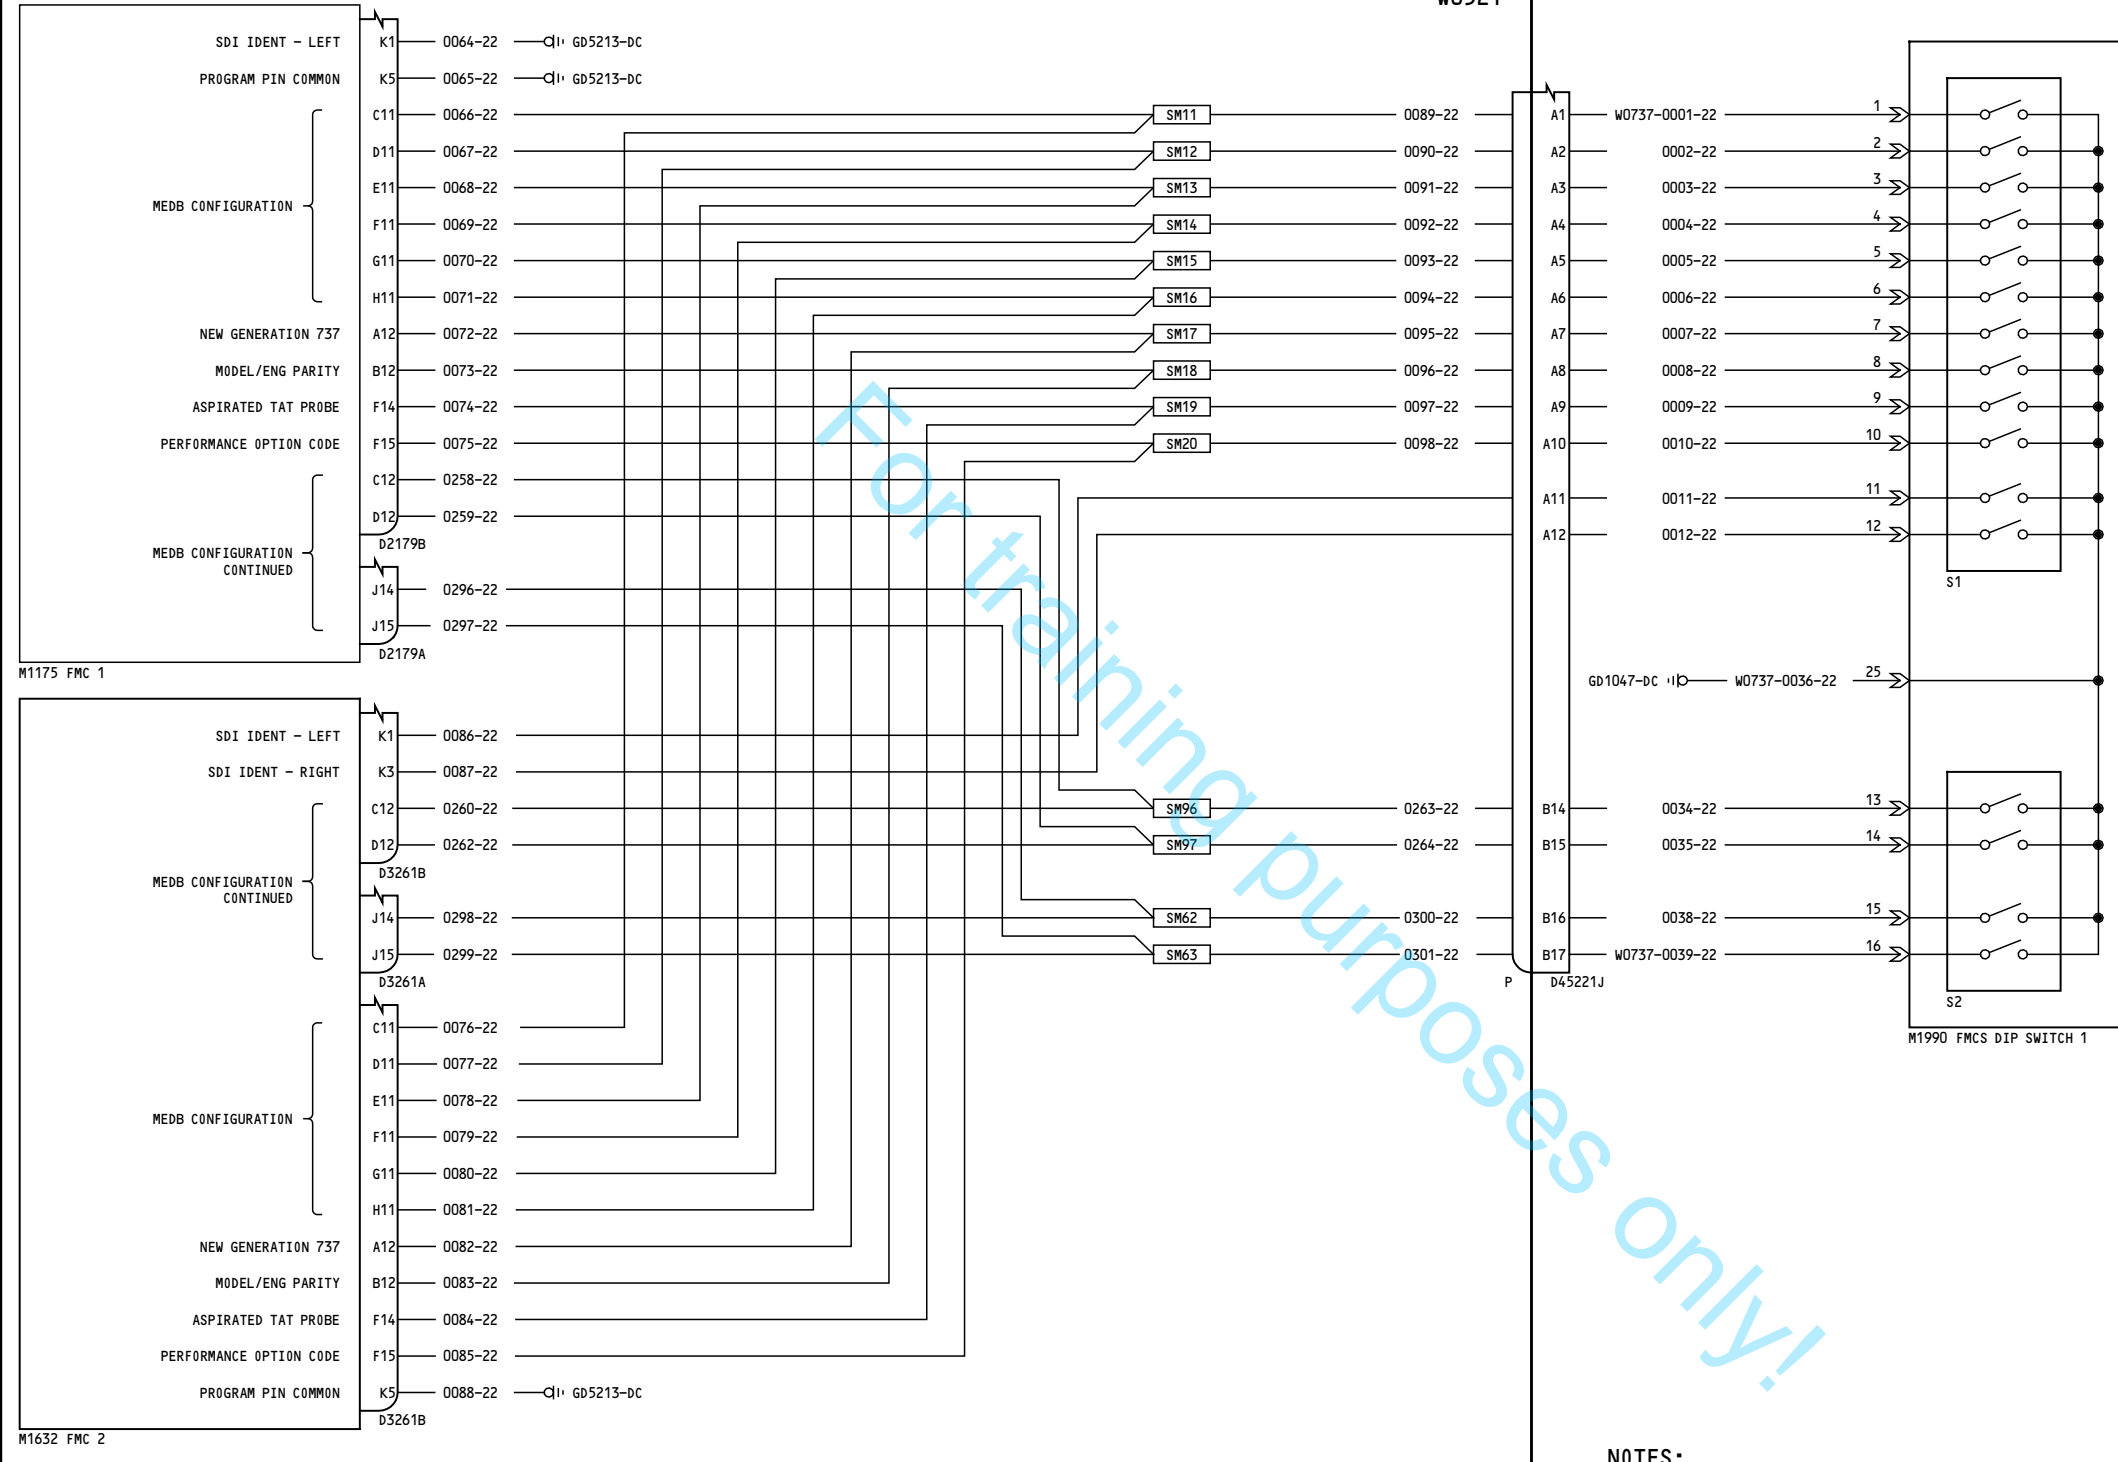 SDI IDENT - LEFT K1 0064-22 GD5213-DC
PROGRAM PIN COMMON K5 0065-22 GD5213-DC
C11 0066-22 SM11 0089-22 A1 W0737-0001-22 1
D11 0067-22 SM12 0090-22 A2 0002-22 2
E11 0068-22 SM13 0091-22 A3 0003-22 3
MEDB CONFIGURATION
F11 0069-22 SM14 0092-22 A4 0004-22 4
G11 0070-22 SM15 0093-22 A5 0005-22 5
H11 0071-22 SM16 0094-22 A6 0006-22 6
NEW GENERATION 737 A12 0072-22 SM17 0095-22 A7 0007-22 7
MODEL/ENG PARITY B12 0073-22 SM18 0096-22 A8 0008-22 8
ASPIRATED TAT PROBE F14 0074-22 SM19 0097-22 A9 0009-22 9
PERFORMANCE OPTION CODE F15 0075-22 SM20 0098-22 A10 0010-22 10
C12 0258-22
A11 0011-22 11
D12 0259-22
A12 0012-22 12
D2179B
MEDB CONFIGURATION
CONTINUED
S1
J14 0296-22
J15 0297-22
D2179A
M1175 FMC 1
GD1047-DC W0737-0036-22 25
SDI IDENT - LEFT K1 0086-22
SDI IDENT - RIGHT K3 0087-22
C12 0260-22 SM96 0263-22 B14 0034-22 13
D12 0262-22 SM97 0264-22 B15 0035-22 14
D3261B
MEDB CONFIGURATION
CONTINUED
J14 0298-22 SM62 0300-22 B16 0038-22 15
J15 0299-22 SM63 0301-22 B17 W0737-0039-22 16
D3261A
P D45221J
S2
C11 0076-22
M1990 FMCS DIP SWITCH 1
D11 0077-22
E11 0078-22
MEDB CONFIGURATION
F11 0079-22
G11 0080-22
H11 0081-22
NEW GENERATION 737 A12 0082-22
MODEL/ENG PARITY B12 0083-22
ASPIRATED TAT PROBE F14 0084-22
PERFORMANCE OPTION CODE F15 0085-22
PROGRAM PIN COMMON K5 0088-22 GD5213-DC
D3261B
M1632 FMC 2
NOTES:
For training purposes only!